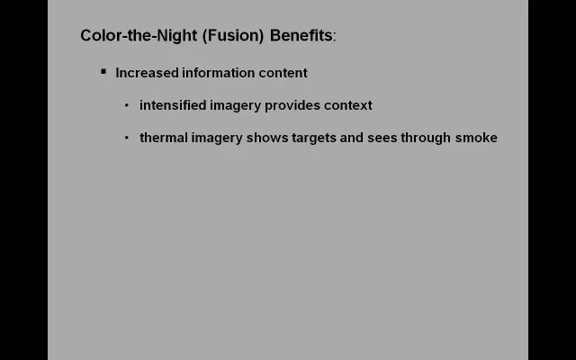 Color-the-Night (Fusion) Benefits:
▪ Increased information content
• intensified imagery provides context
• thermal imagery shows targets and sees through smoke